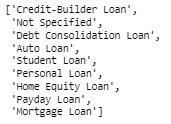 ['Credit-Builder Loan',
'Not Specified',
'Debt Consolidation Loan',
'Auto Loan',
'Student Loan',
'Personal Loan',
'Home Equity Loan',
'Payday Loan',
'Mortgage Loan']